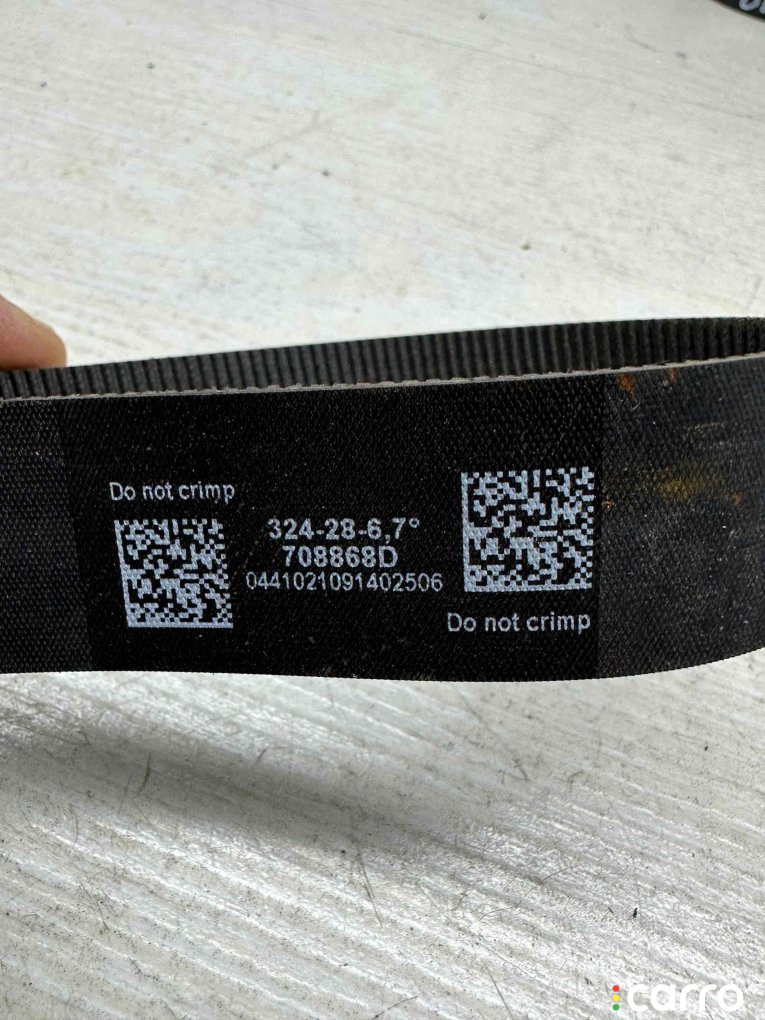 Do not crimp
324-28-6,7°
708868D
0441021091402506
Do not crimp
carro